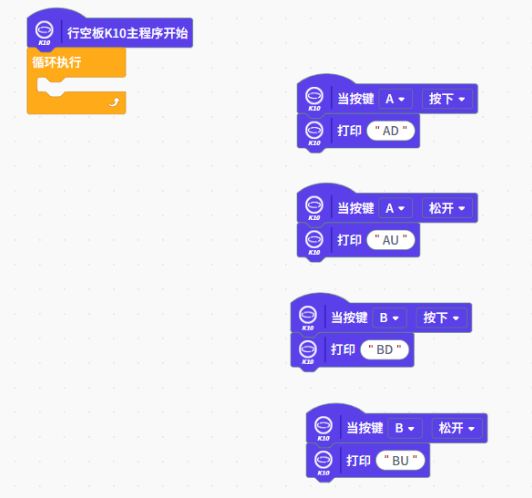 行空板K10主程序开始
K10
循环执行
当按键 A 按下
K10
打印 "AD"
K10
当按键 A 松开
K10
打印 "AU"
K10
当按键 B 按下
K10
打印 "BD"
K10
当按键 B 松开
K10
打印 "BU"
K10